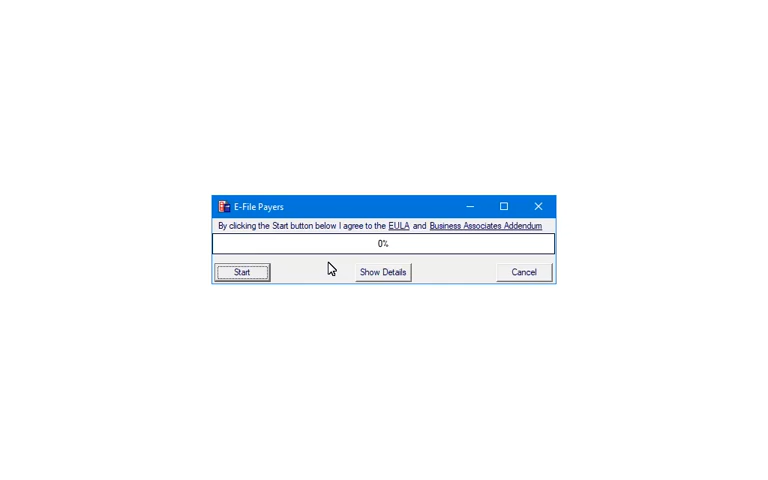 E-File Payers
By clicking the Start button below I agree to the EULA and Business Associates Addendum
0%
Start Show Details Cancel